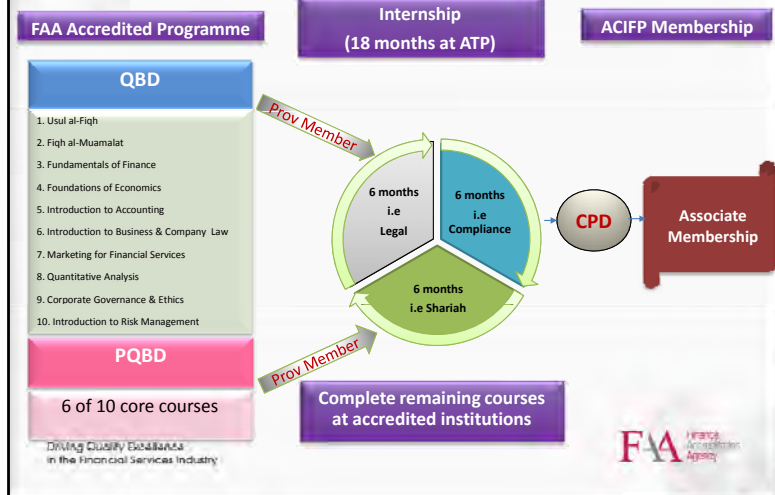 FAA Accredited Programme
Internship
(18 months at ATP)
ACIFP Membership
QBD
1. Usul al-Fiqh
2. Fiqh al-Muamalat
3. Fundamentals of Finance
4. Foundations of Economics
5. Introduction to Accounting
6. Introduction to Business & Company Law
7. Marketing for Financial Services
8. Quantitative Analysis
9. Corporate Governance & Ethics
10. Introduction to Risk Management
Prov Member
6 months
i.e
Legal
6 months
i.e
Compliance
6 months
i.e Shariah
CPD
Associate
Membership
PQBD
6 of 10 core courses
Prov Member
Complete remaining courses
at accredited institutions
Driving Quality Excellence
in the Financial Services Industry
FAA
Finance
Accreditation
Agency